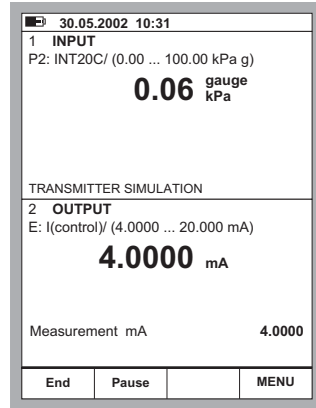 30.05.2002 10:31
1 INPUT
P2: INT20C/ (0.00 ... 100.00 kPa g)
0.06 gauge kPa
TRANSMITTER SIMULATION
2 OUTPUT
E: I(control)/ (4.0000 ... 20.000 mA)
4.0000 mA
Measurement mA 4.0000
End Pause MENU